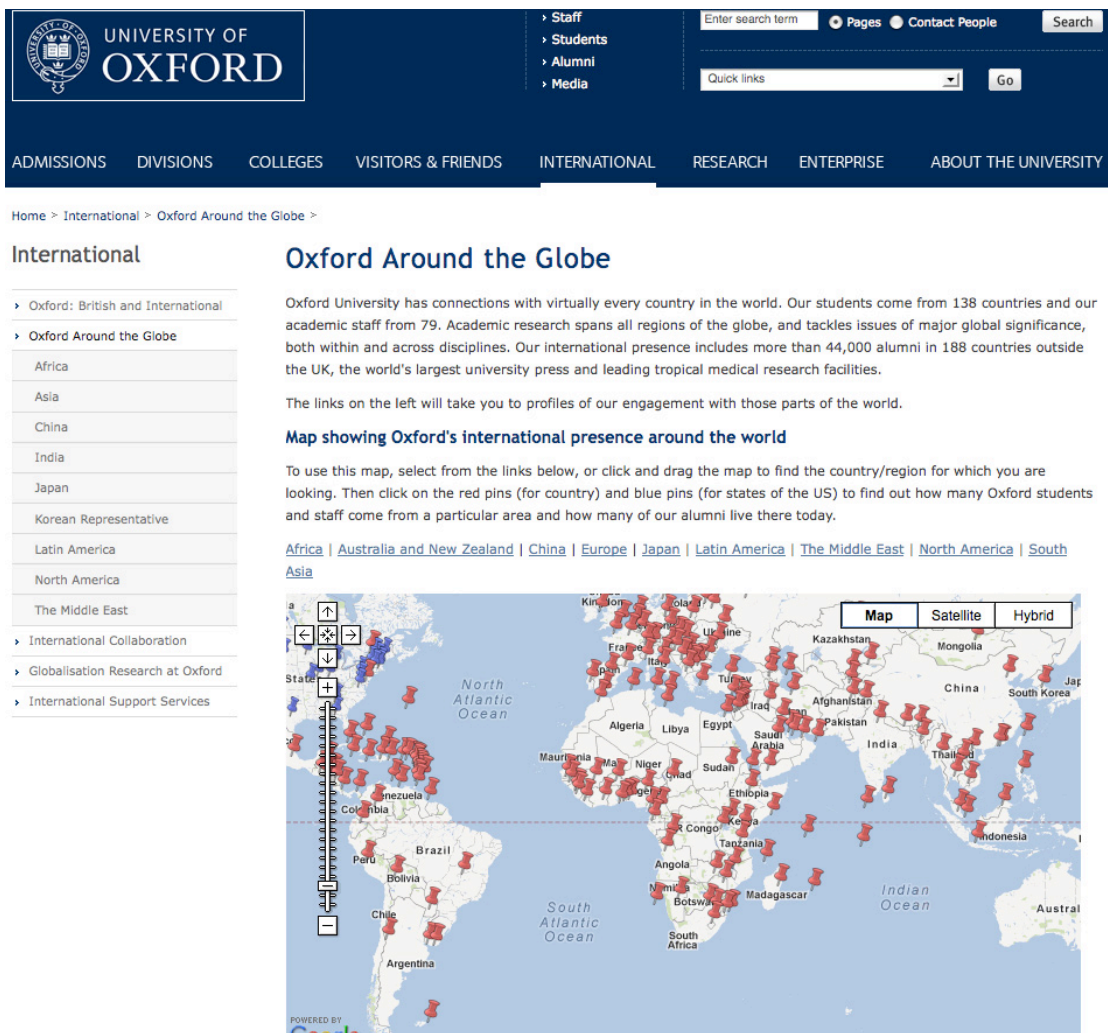 UNIVERSITY OF
OXFORD
› Staff
› Students
› Alumni
› Media
Enter search term
Pages
Contact People
Search
Quick links
Go
ADMISSIONS
DIVISIONS
COLLEGES
VISITORS & FRIENDS
INTERNATIONAL
RESEARCH
ENTERPRISE
ABOUT THE UNIVERSITY
Home > International > Oxford Around the Globe >
International
› Oxford: British and International
› Oxford Around the Globe
Africa
Asia
China
India
Japan
Korean Representative
Latin America
North America
The Middle East
› International Collaboration
› Globalisation Research at Oxford
› International Support Services
Oxford Around the Globe
Oxford University has connections with virtually every country in the world. Our students come from 138 countries and our
academic staff from 79. Academic research spans all regions of the globe, and tackles issues of major global significance,
both within and across disciplines. Our international presence includes more than 44,000 alumni in 188 countries outside
the UK, the world's largest university press and leading tropical medical research facilities.
The links on the left will take you to profiles of our engagement with those parts of the world.
Map showing Oxford's international presence around the world
To use this map, select from the links below, or click and drag the map to find the country/region for which you are
looking. Then click on the red pins (for country) and blue pins (for states of the US) to find out how many Oxford students
and staff come from a particular area and how many of our alumni live there today.
Africa | Australia and New Zealand | China | Europe | Japan | Latin America | The Middle East | North America | South
Asia
Map
Satellite
Hybrid
Kazakhstan
Mongolia
North
Atlantic
Ocean
China
South Korea
Afghanistan
Iraq
Pakistan
Algeria
Libya
Egypt
Saudi
Arabia
India
Niger
Sudan
Ethiopia
Brazil
Peru
Bolivia
Tanzania
Angola
Madagascar
Indian
Ocean
Chile
South
Atlantic
Ocean
South
Africa
Argentina
POWERED BY